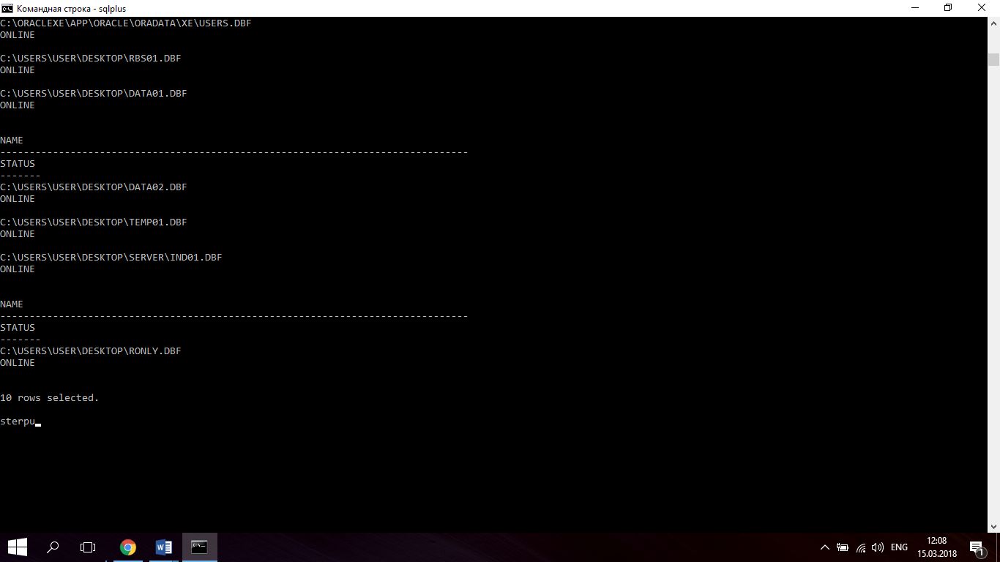 Командная строка - sqlplus
C:\ORACLEXE\APP\ORACLE\ORADATA\XE\USERS.DBF
ONLINE
C:\USERS\USER\DESKTOP\RBS01.DBF
ONLINE
C:\USERS\USER\DESKTOP\DATA01.DBF
ONLINE
NAME
--------------------------------------------------------------------------------
STATUS
-------
C:\USERS\USER\DESKTOP\DATA02.DBF
ONLINE
C:\USERS\USER\DESKTOP\TEMP01.DBF
ONLINE
C:\USERS\USER\DESKTOP\SERVER\IND01.DBF
ONLINE
NAME
--------------------------------------------------------------------------------
STATUS
-------
C:\USERS\USER\DESKTOP\RONLY.DBF
ONLINE
10 rows selected.
sterpu
ENG
12:08
15.03.2018
1